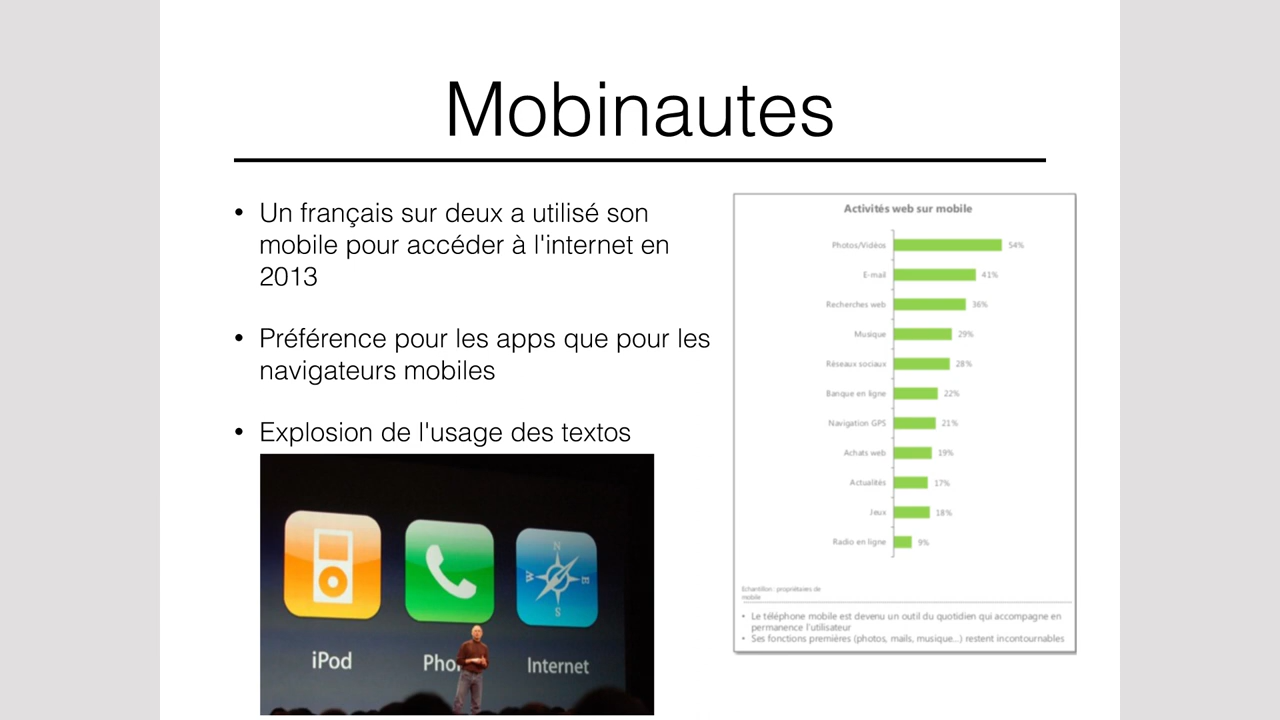 Mobinautes
• Un français sur deux a utilisé son
mobile pour accéder à l'internet en
2013
• Préférence pour les apps que pour les
navigateurs mobiles
• Explosion de l'usage des textos
iPod
Pho
Internet
N
W
E
S
Activités web sur mobile
Photos/Vidéos 54%
E-mail 41%
Recherches web 36%
Musique 29%
Réseaux sociaux 28%
Banque en ligne 22%
Navigation GPS 21%
Achats web 19%
Actualités 17%
Jeux 18%
Radio en ligne 9%
Echantillon : propriétaires de
mobile
• Le téléphone mobile est devenu un outil du quotidien qui accompagne en
permanence l'utilisateur
• Ses fonctions premières (photos, mails, musique...) restent incontournables